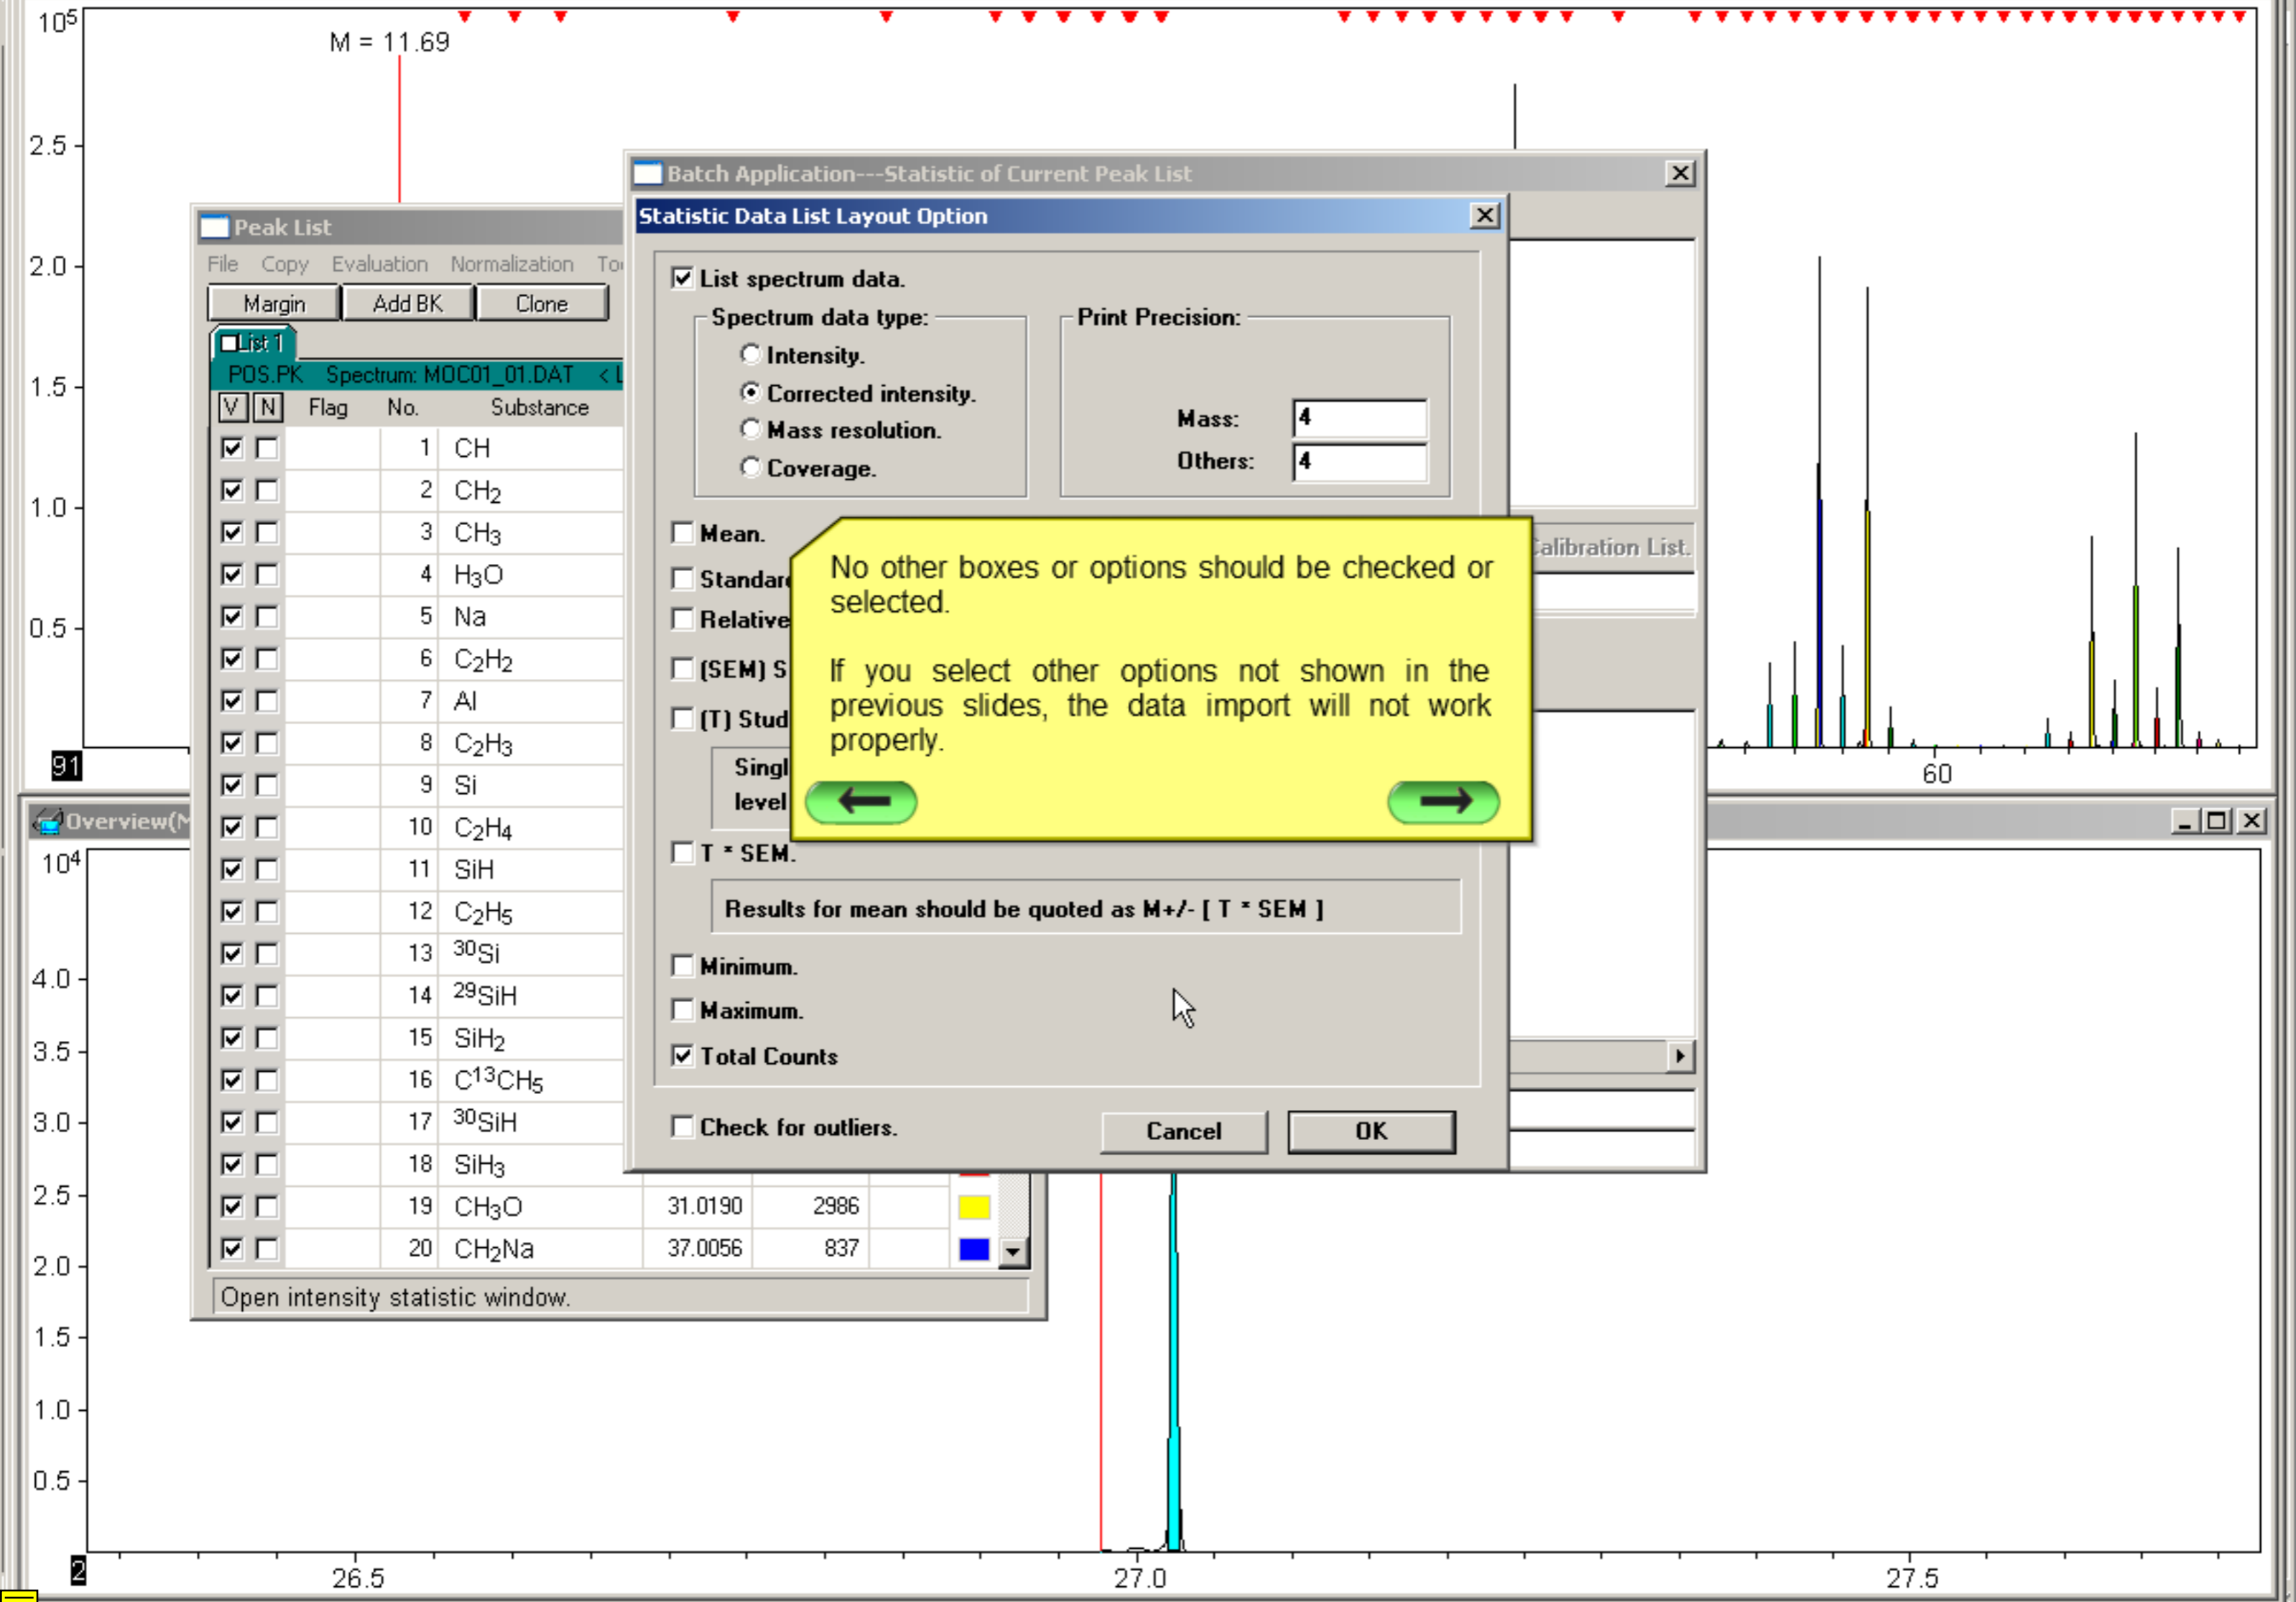 10⁵
M = 11.69
2.5
2.0
1.5
1.0
0.5
91
60
Peak List
File Copy Evaluation Normalization
Margin Add BK Clone
List 1
POS.PK Spectrum: MOC01_01.DAT <
V N Flag No. Substance
1 CH
2 CH₂
3 CH₃
4 H₃O
5 Na
6 C₂H₂
7 Al
8 C₂H₃
9 Si
10 C₂H₄
11 SiH
12 C₂H₅
13 ³⁰Si
14 ²⁹SiH
15 SiH₂
16 C¹³CH₅
17 ³⁰SiH
18 SiH₃
19 CH₃O 31.0190 2986
20 CH₂Na 37.0056 837
Open intensity statistic window.
Batch Application---Statistic of Current Peak List
Calibration List.
Statistic Data List Layout Option
List spectrum data.
Spectrum data type:
Intensity.
Corrected intensity.
Mass resolution.
Coverage.
Print Precision:
Mass: 4
Others: 4
Mean.
Standar
Relative
(SEM) S
(T) Stud
Singl
level
T * SEM.
Results for mean should be quoted as M+/- [ T * SEM ]
Minimum.
Maximum.
Total Counts
Check for outliers.
Cancel OK
No other boxes or options should be checked or
selected.
If you select other options not shown in the
previous slides, the data import will not work
properly.
Overview(M
10⁴
4.0
3.5
3.0
2.5
2.0
1.5
1.0
0.5
2
26.5 27.0 27.5